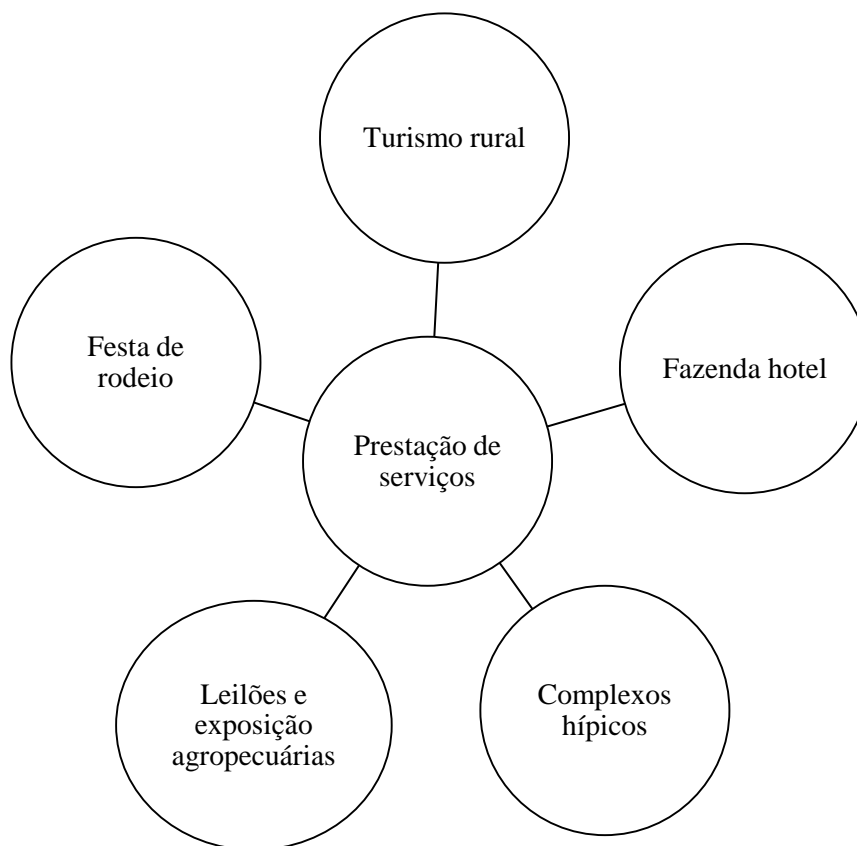 Turismo rural
Festa de
rodeio
Fazenda hotel
Prestação de
serviços
Leilões e
exposição
agropecuárias
Complexos
hípicos